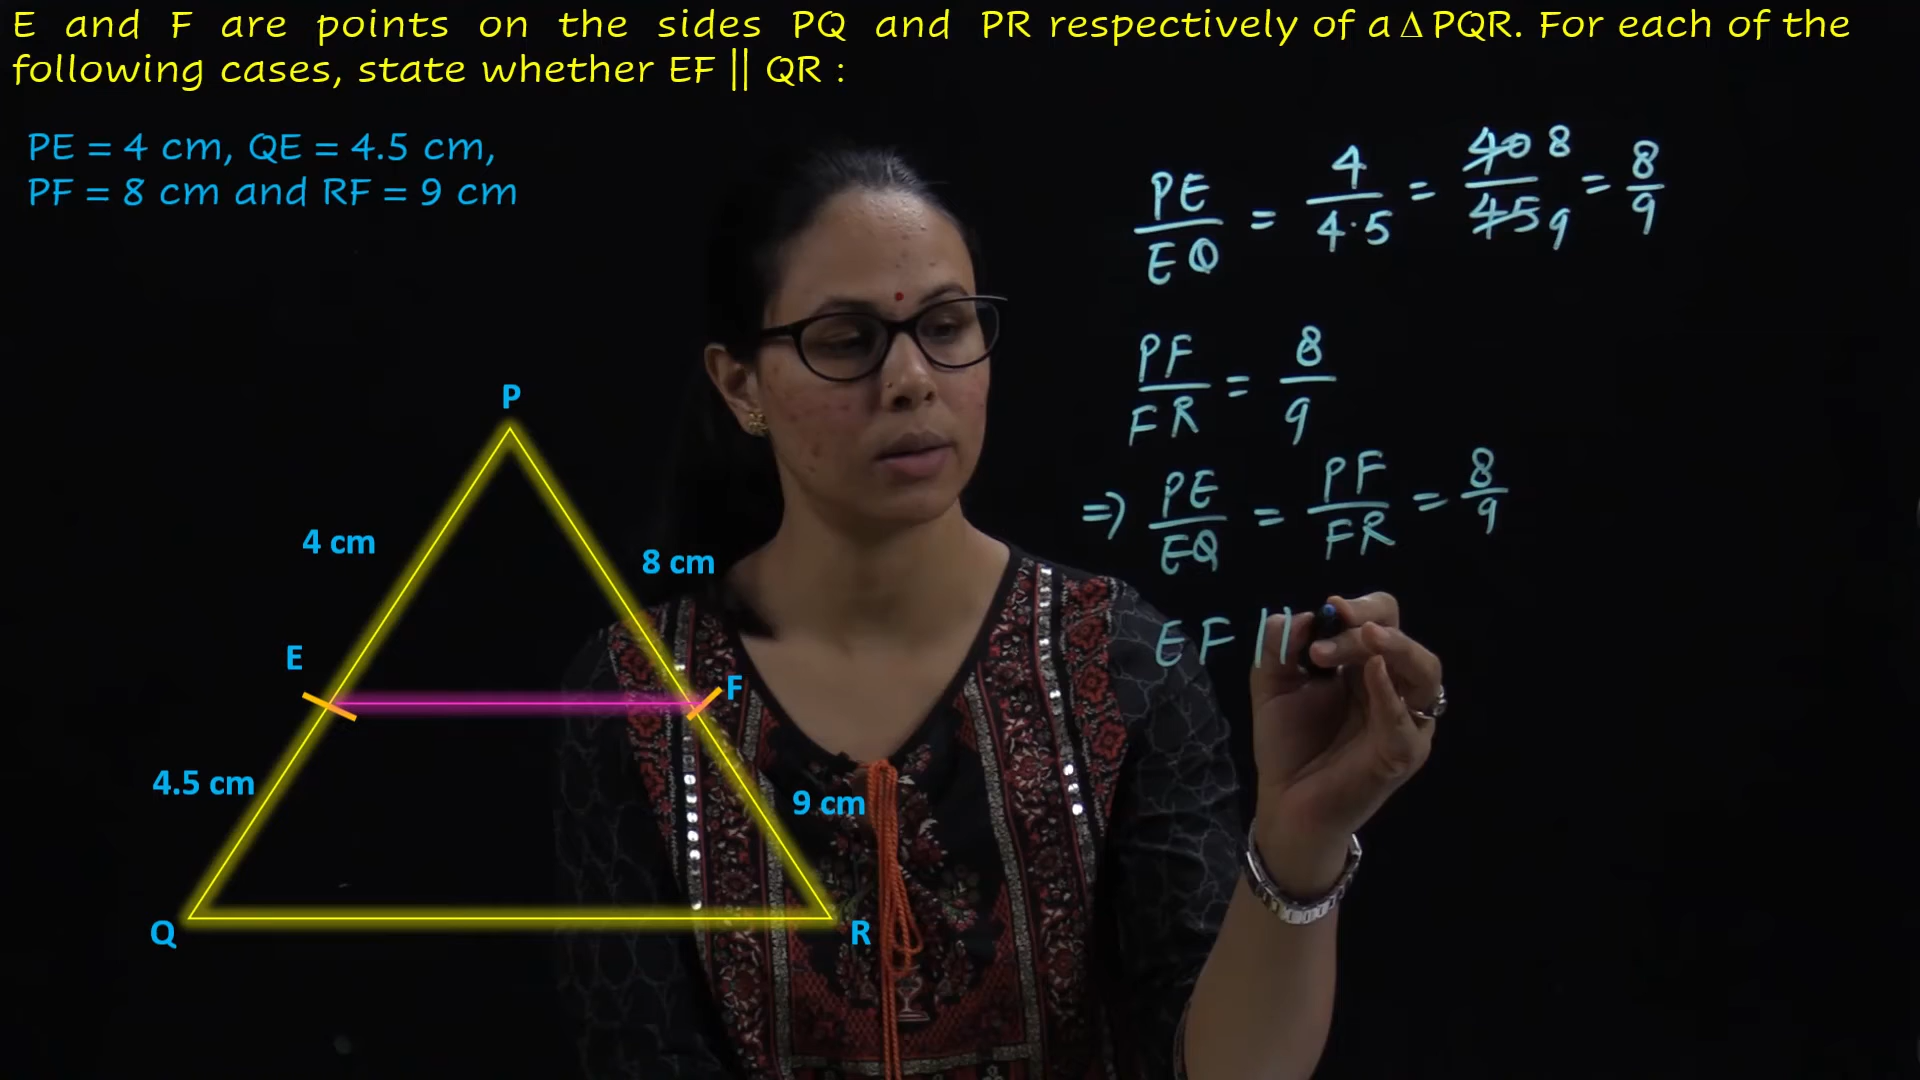 E and F are points on the sides PQ and PR respectively of a Δ PQR. For each of the
following cases, state whether EF || QR :
PE = 4 cm, QE = 4.5 cm,
PF = 8 cm and RF = 9 cm
P
4 cm
8 cm
E
F
4.5 cm
9 cm
Q
R
PE/EQ = 4/4.5 = 40/45 8/9 = 8/9
PF/FR = 8/9
⇒ PE/EQ = PF/FR = 8/9
EF ||